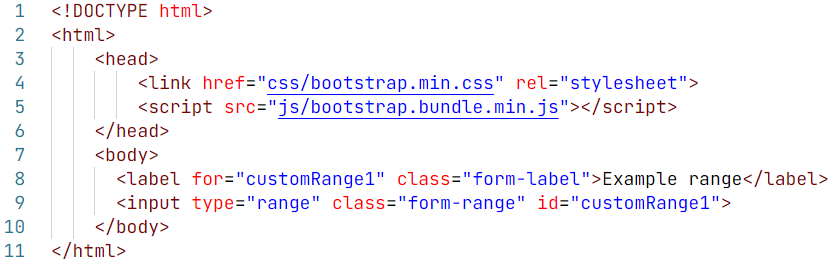 1 <!DOCTYPE html>
2 <html>
3     <head>
4         <link href="css/bootstrap.min.css" rel="stylesheet">
5         <script src="js/bootstrap.bundle.min.js"></script>
6     </head>
7     <body>
8       <label for="customRange1" class="form-label">Example range</label>
9       <input type="range" class="form-range" id="customRange1">
10     </body>
11 </html>